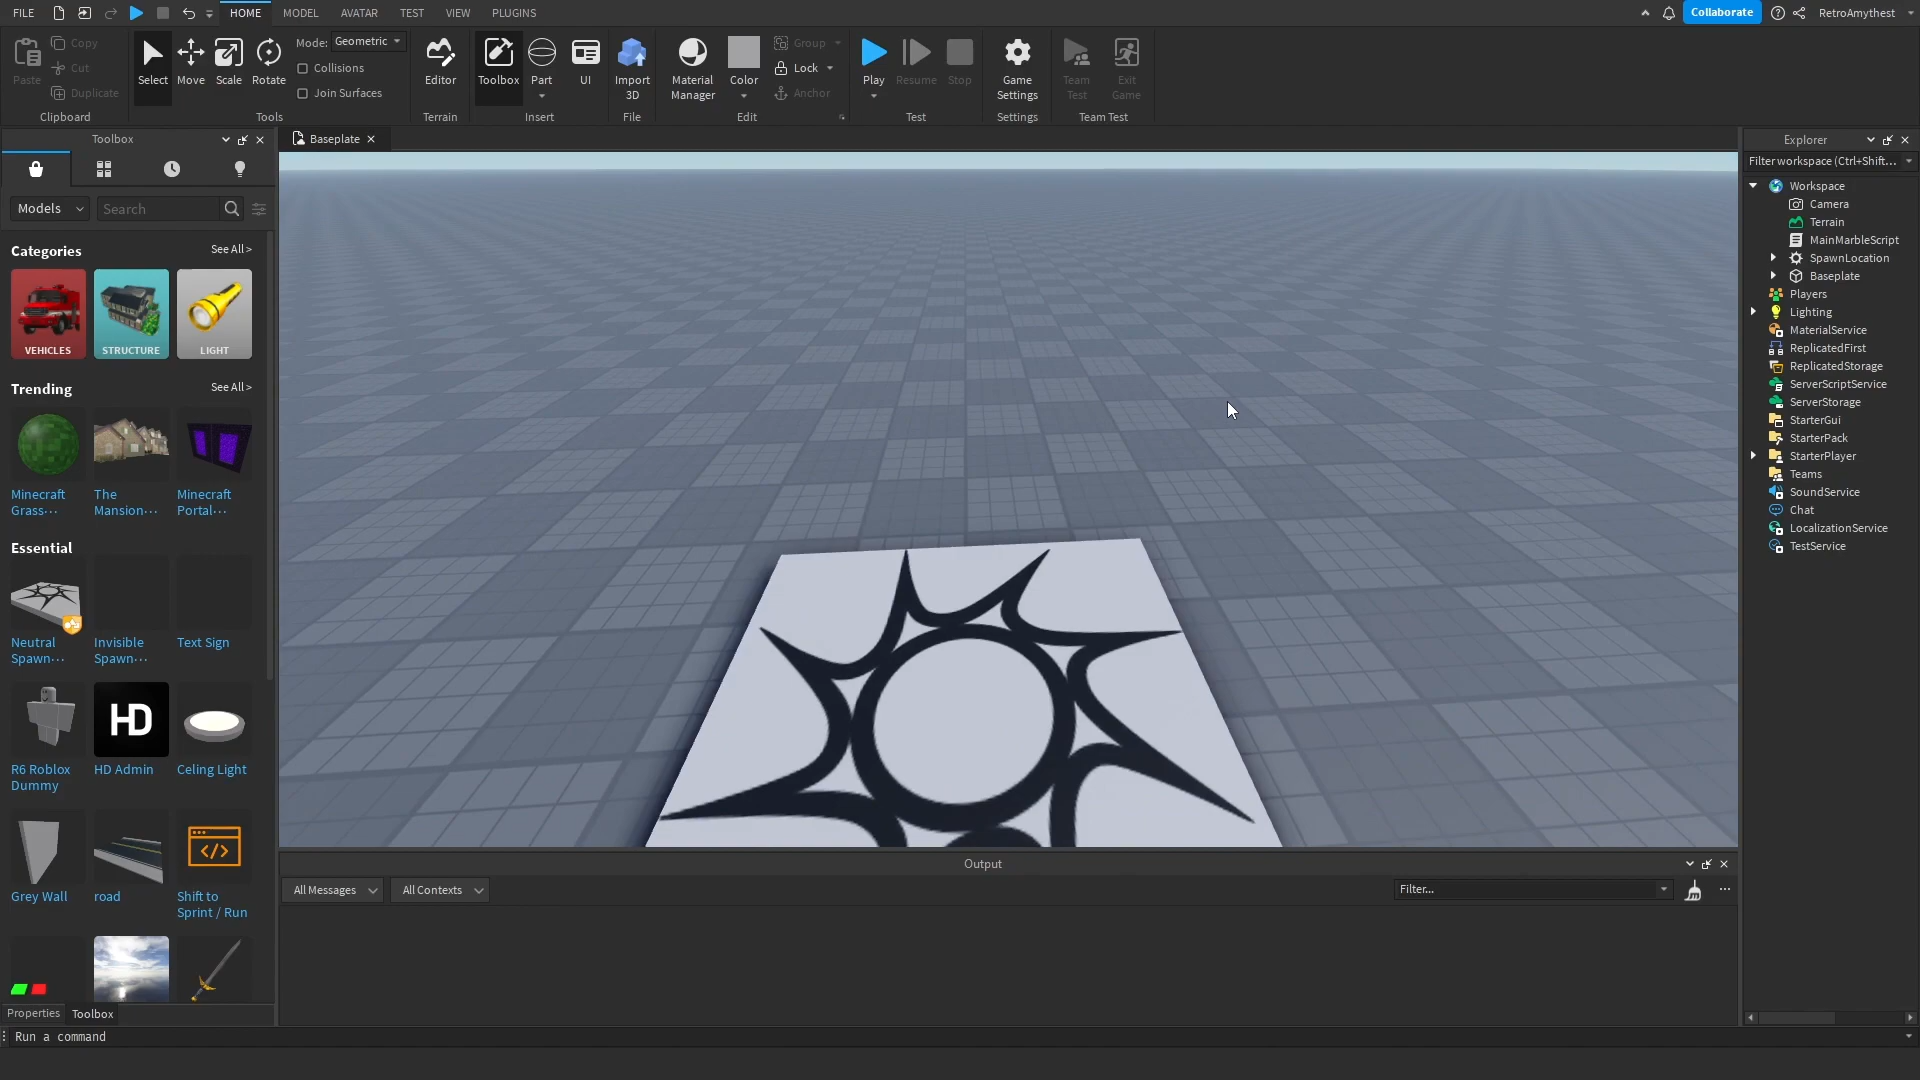 FILE
HOME
MODEL
AVATAR
TEST
VIEW
PLUGINS
Collaborate
RetroAmythest
Paste
Copy
Cut
Duplicate
Clipboard
Select
Move
Scale
Rotate
Mode: Geometric
Collisions
Join Surfaces
Tools
Editor
Terrain
Toolbox
Part
UI
Insert
Import
3D
File
Material
Manager
Color
Group
Lock
Anchor
Edit
Play
Resume
Stop
Test
Game
Settings
Settings
Team
Test
Exit
Game
Team Test
Toolbox
Models
Search
Categories
See All >
VEHICLES
STRUCTURE
LIGHT
Trending
See All >
Minecraft
Grass...
The
Mansion...
Minecraft
Portal...
Essential
Neutral
Spawn...
Invisible
Spawn...
Text Sign
R6 Roblox
Dummy
HD
HD Admin
Celing Light
Grey Wall
road
</>
Shift to
Sprint / Run
Properties
Toolbox
Run a command
Baseplate
Output
All Messages
All Contexts
Filter...
Explorer
Filter workspace (Ctrl+Shift...
Workspace
Camera
Terrain
MainMarbleScript
SpawnLocation
Baseplate
Players
Lighting
MaterialService
ReplicatedFirst
ReplicatedStorage
ServerScriptService
ServerStorage
StarterGui
StarterPack
StarterPlayer
Teams
SoundService
Chat
LocalizationService
TestService